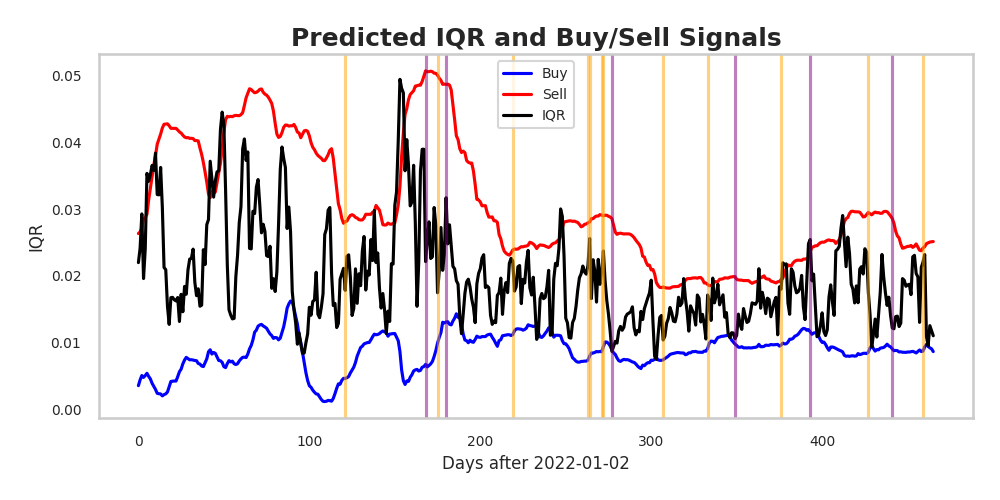 Predicted IQR and Buy/Sell Signals
Buy
Sell
IQR
IQR
0.05
0.04
0.03
0.02
0.01
0.00
0 100 200 300 400
Days after 2022-01-02